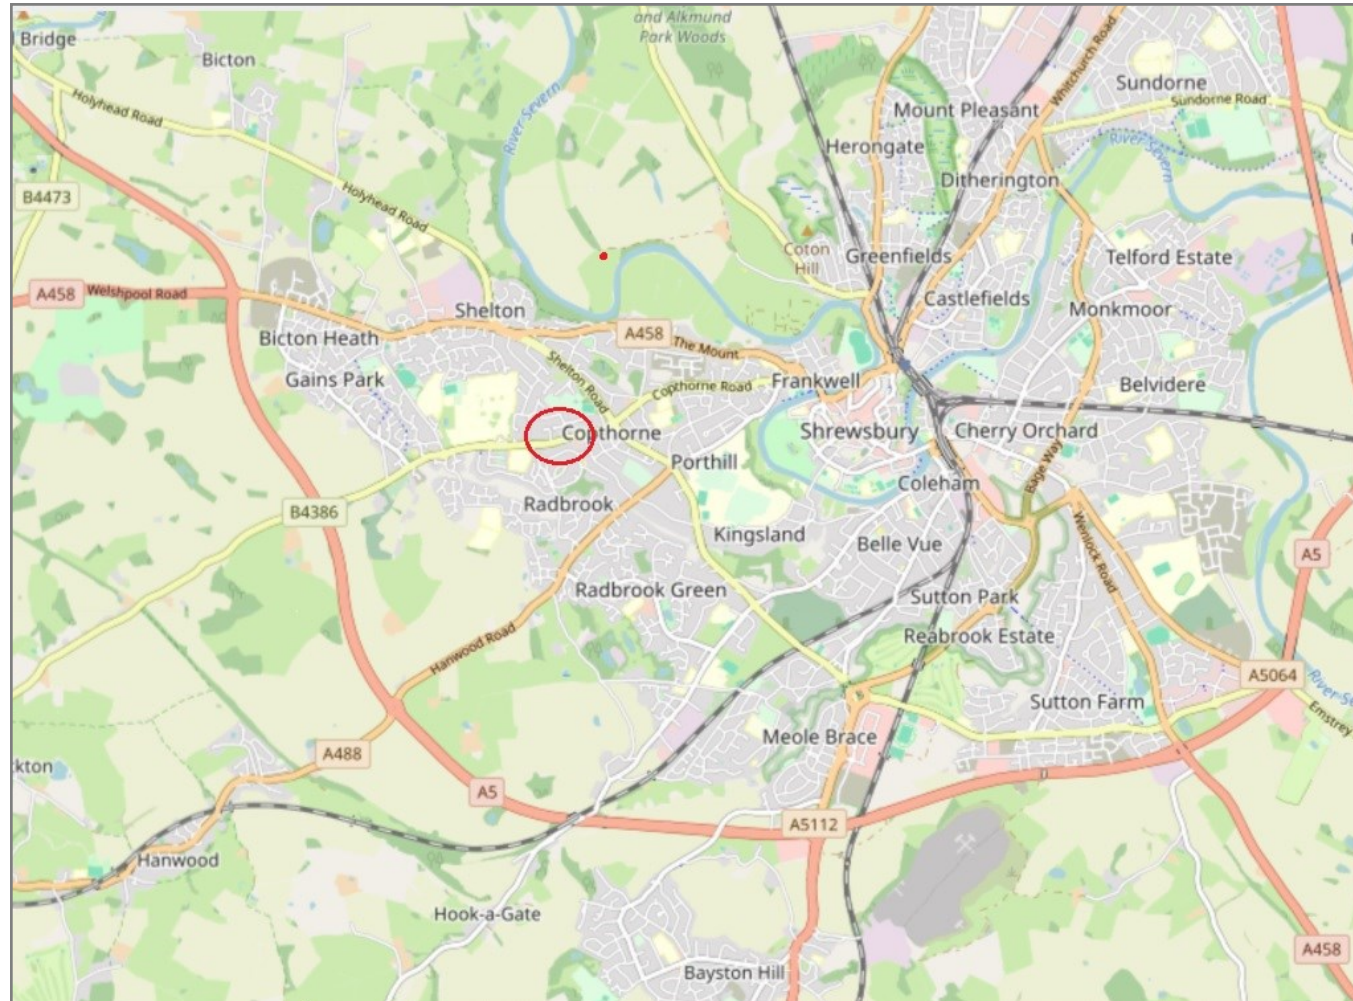 and Alkmund
Park Woods
Bridge
Bicton
Holyhead Road
River Severn
Whitchurch Road
Sundorne
Sundorne Road
Mount Pleasant
Herongate
River Severn
Ditherington
B4473
Holyhead Road
Coton
Hill
Greenfields
Telford Estate
A458
Welshpool Road
Castlefields
Monkmoor
Shelton
Bicton Heath
A458
The Mount
Gains Park
Shelton Road
Copthorne Road
Frankwell
Belvidere
Copthorne
Shrewsbury
Cherry Orchard
Porthill
Bage Way
Coleham
Radbrook
B4386
Kingsland
Belle Vue
Wenlock Road
A5
Radbrook Green
Sutton Park
Reabrook Estate
Hanwood Road
A5064
River Se
Sutton Farm
Emstrey
Meole Brace
A488
kton
A5
A5112
Hanwood
Hook-a-Gate
A458
Bayston Hill